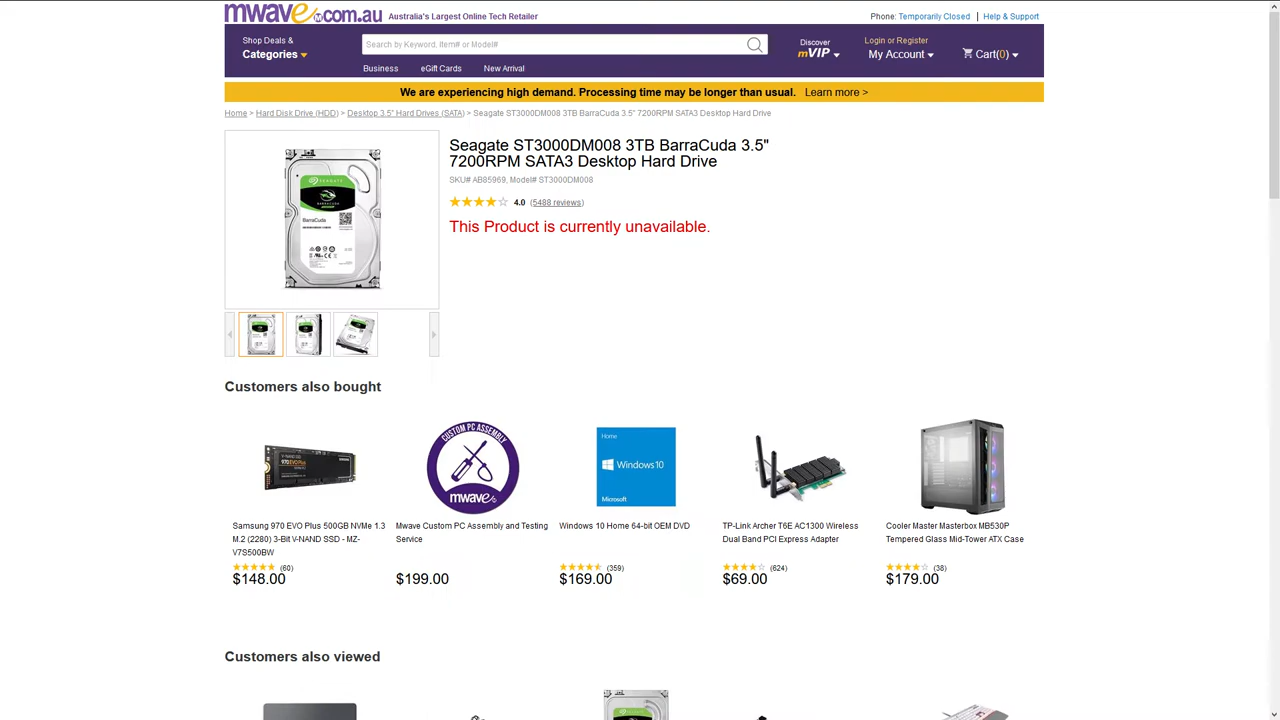 mwave.com.au Australia's Largest Online Tech Retailer
Phone: Temporarily Closed | Help & Support
Shop Deals &
Categories
Search by Keyword, Item# or Model#
Discover
mVIP
Login or Register
My Account
Cart(0)
Business eGift Cards New Arrival
We are experiencing high demand. Processing time may be longer than usual. Learn more >
Home > Hard Disk Drive (HDD) > Desktop 3.5" Hard Drives (SATA) > Seagate ST3000DM008 3TB BarraCuda 3.5" 7200RPM SATA3 Desktop Hard Drive
Seagate ST3000DM008 3TB BarraCuda 3.5"
7200RPM SATA3 Desktop Hard Drive
SKU# AB85969, Model# ST3000DM008
4.0 (5488 reviews)
This Product is currently unavailable.
SEAGATE
BarraCuda
Customers also bought
CUSTOM PC ASSEMBLY
mwave
Home
Windows 10
Microsoft
Samsung 970 EVO Plus 500GB NVMe 1.3
M.2 (2280) 3-Bit V-NAND SSD - MZ-
V7S500BW
(60)
$148.00
Mwave Custom PC Assembly and Testing
Service
$199.00
Windows 10 Home 64-bit OEM DVD
(359)
$169.00
TP-Link Archer T6E AC1300 Wireless
Dual Band PCI Express Adapter
(624)
$69.00
Cooler Master Masterbox MB530P
Tempered Glass Mid-Tower ATX Case
(38)
$179.00
Customers also viewed